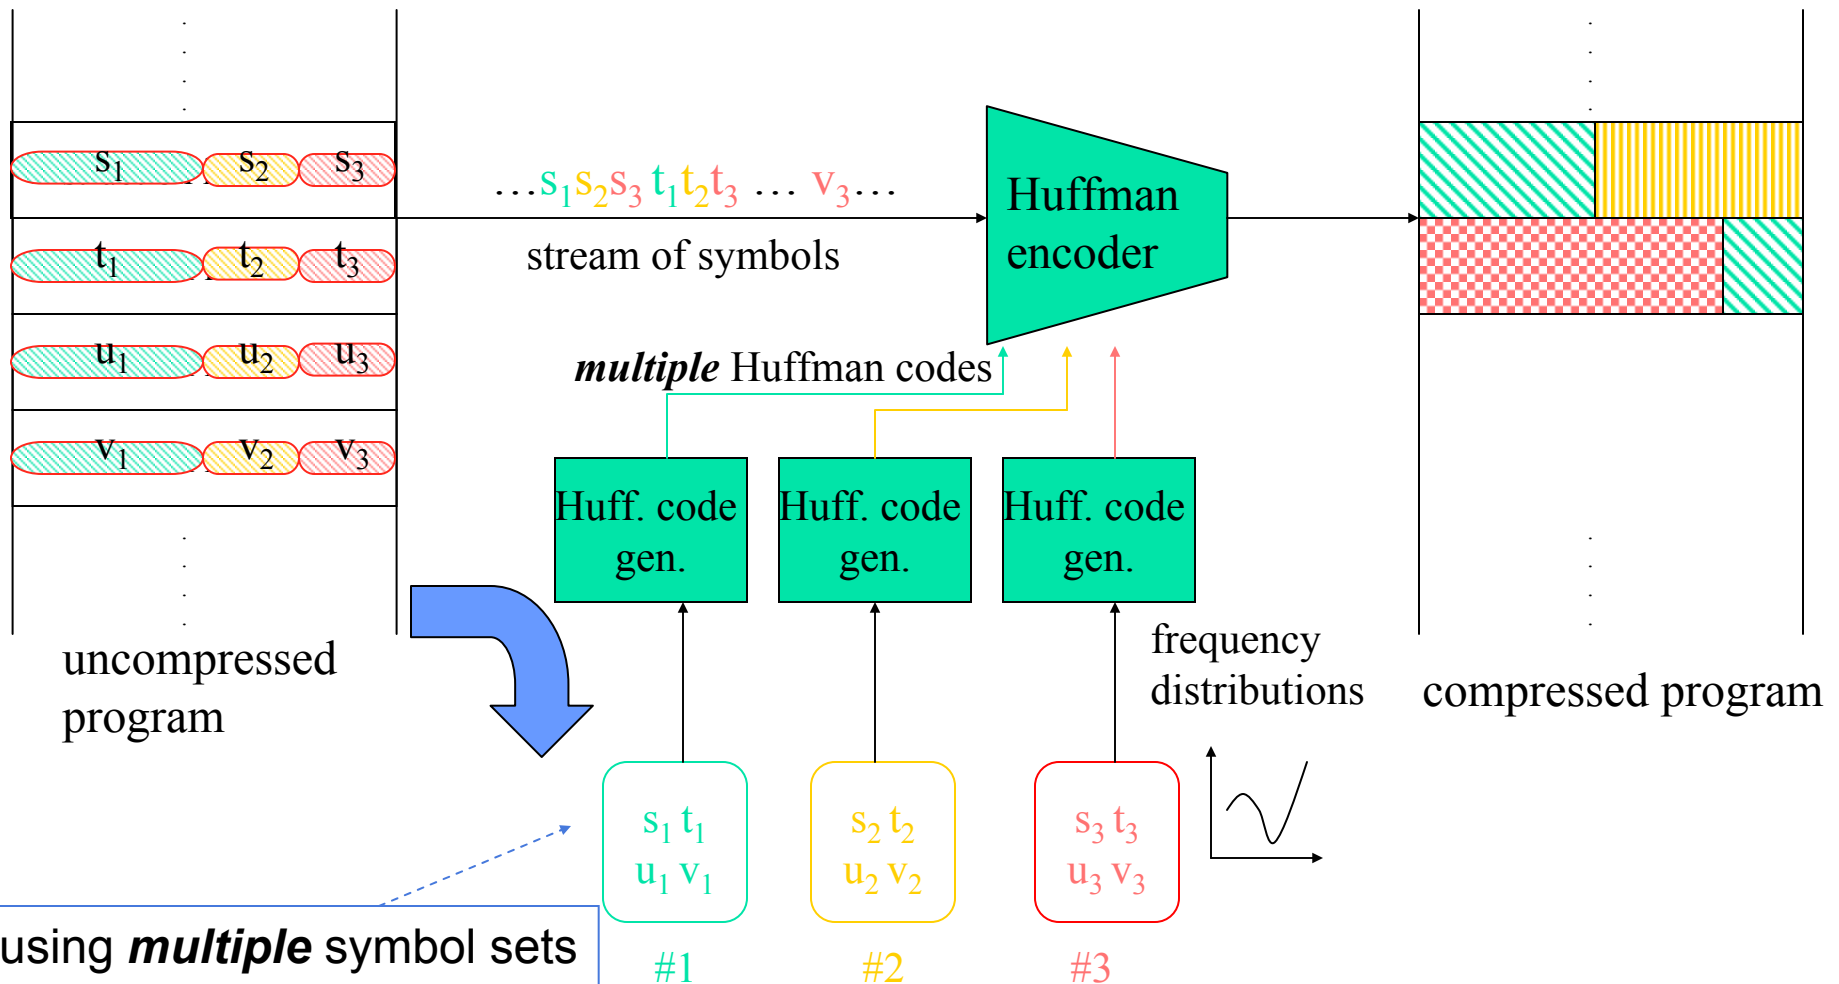 s₁ s₂ s₃
t₁ t₂ t₃
u₁ u₂ u₃
v₁ v₂ v₃
uncompressed
program
…s₁s₂s₃ t₁t₂t₃ … v₃…
stream of symbols
Huffman
encoder
multiple Huffman codes
Huff. code
gen.
Huff. code
gen.
Huff. code
gen.
frequency
distributions
compressed program
s₁ t₁
u₁ v₁
s₂ t₂
u₂ v₂
s₃ t₃
u₃ v₃
using multiple symbol sets
#1
#2
#3